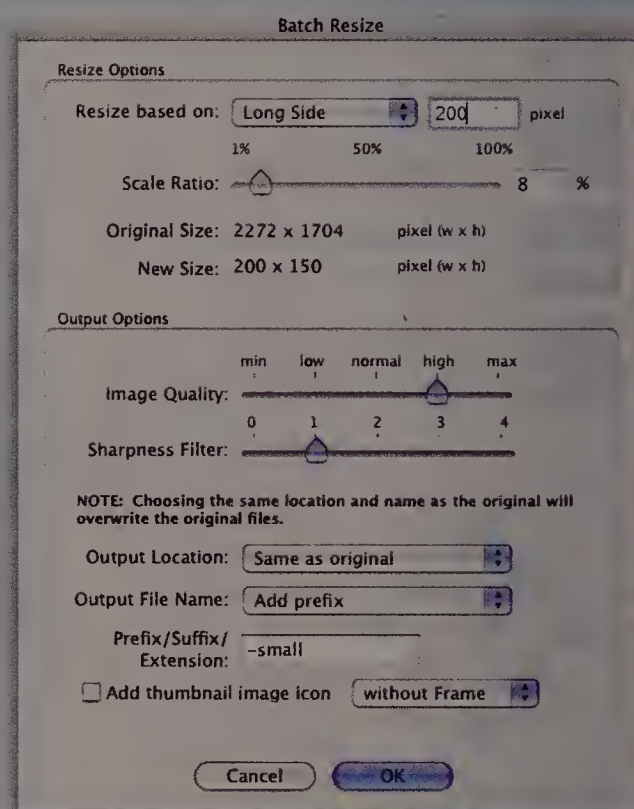 Batch Resize
Resize Options
Resize based on: Long Side 200 pixel
1% 50% 100%
Scale Ratio: 8 %
Original Size: 2272 x 1704 pixel (w x h)
New Size: 200 x 150 pixel (w x h)
Output Options
min low normal high max
Image Quality:
0 1 2 3 4
Sharpness Filter:
NOTE: Choosing the same location and name as the original will
overwrite the original files.
Output Location: Same as original
Output File Name: Add prefix
Prefix/Suffix/
Extension: -small
Add thumbnail image icon without Frame
Cancel OK